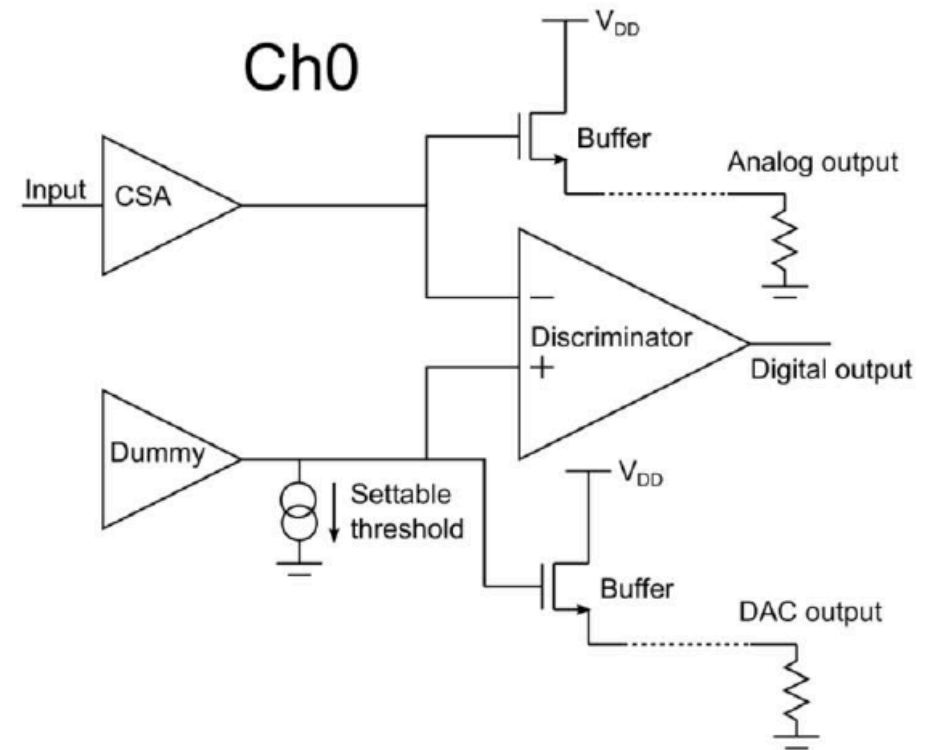 Ch0
V_DD
Buffer
Analog output
Input
CSA
−
Discriminator
+
Digital output
Dummy
Settable
threshold
V_DD
Buffer
DAC output